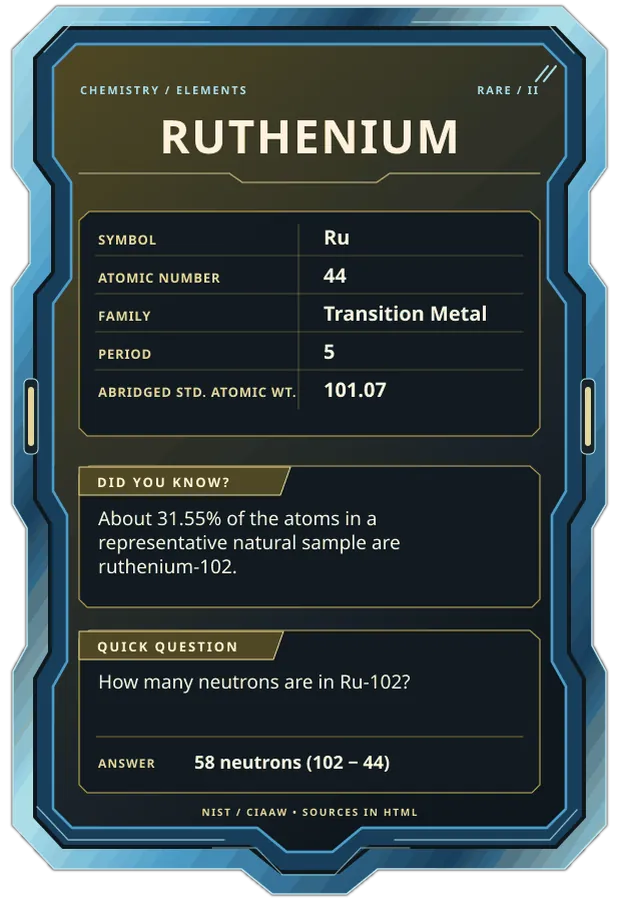 CHEMISTRY / ELEMENTS
RARE / II
RUTHENIUM
SYMBOL Ru
ATOMIC NUMBER 44
FAMILY Transition Metal
PERIOD 5
ABRIDGED STD. ATOMIC WT. 101.07
DID YOU KNOW?
About 31.55% of the atoms in a
representative natural sample are
ruthenium-102.
QUICK QUESTION
How many neutrons are in Ru-102?
ANSWER 58 neutrons (102 − 44)
NIST / CIAAW • SOURCES IN HTML